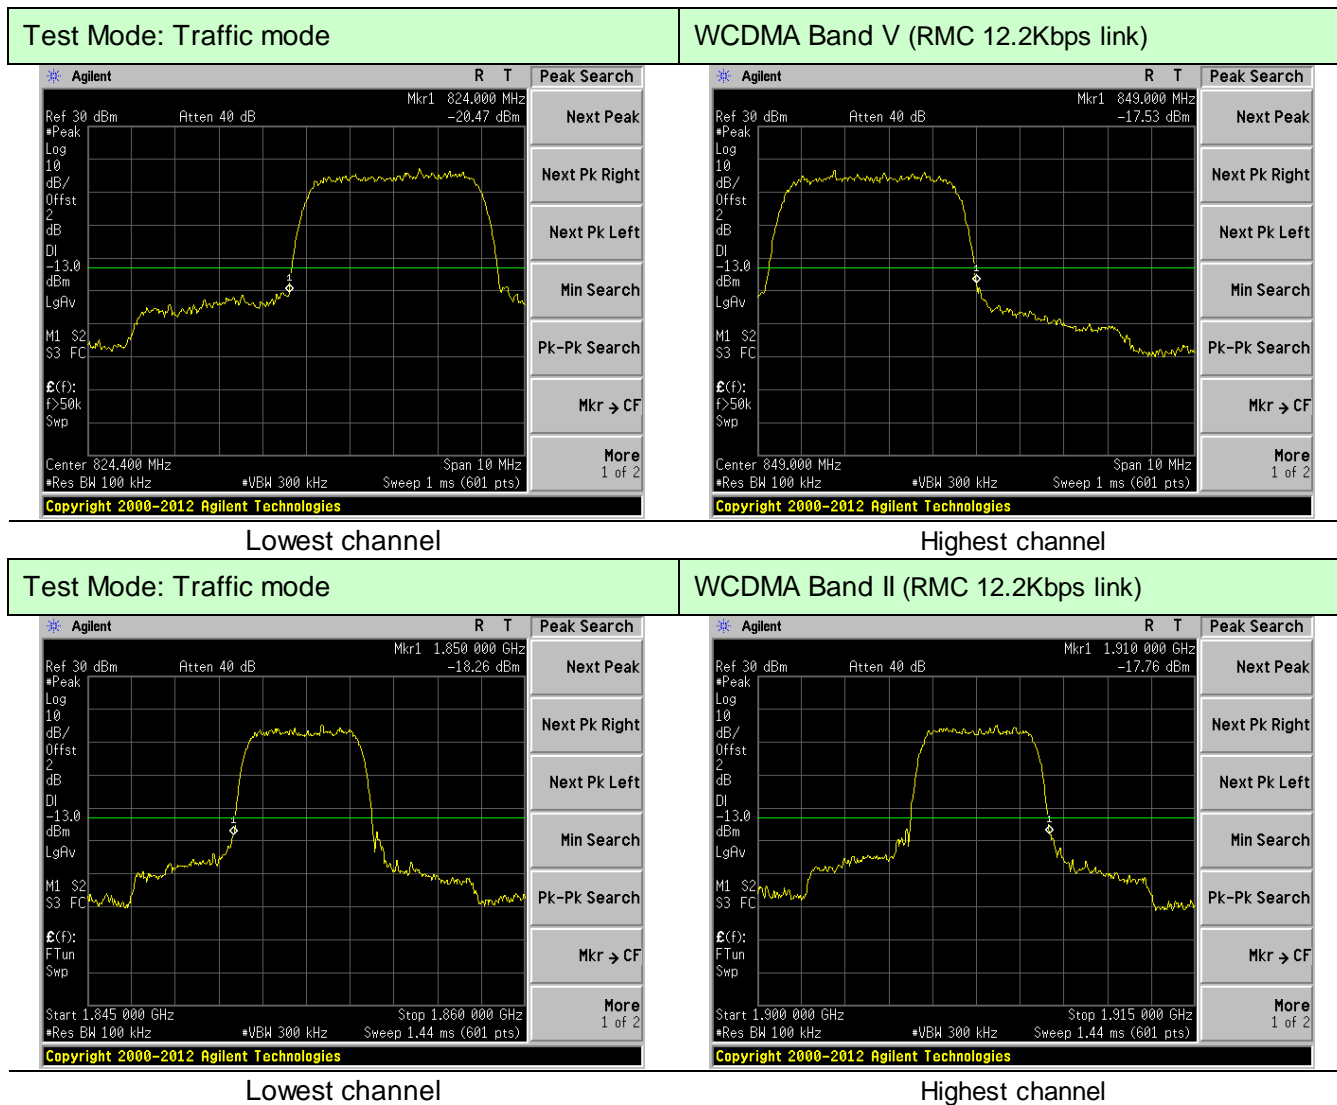 Test Mode: Traffic mode
WCDMA Band V (RMC 12.2Kbps link)
Agilent R T Peak Search
Mkr1 824.000 MHz
Ref 30 dBm Atten 40 dB -20.47 dBm
#Peak
Log
10
dB/
Offst
2
dB
DI
-13.0
dBm
LgAv
M1 S2
S3 FC
£(f):
f>50k
Swp
1
Center 824.400 MHz Span 10 MHz
#Res BW 100 kHz #VBW 300 kHz Sweep 1 ms (601 pts)
Copyright 2000-2012 Agilent Technologies
Next Peak
Next Pk Right
Next Pk Left
Min Search
Pk-Pk Search
Mkr → CF
More
1 of 2
Agilent R T Peak Search
Mkr1 849.000 MHz
Ref 30 dBm Atten 40 dB -17.53 dBm
#Peak
Log
10
dB/
Offst
2
dB
DI
-13.0
dBm
LgAv
M1 S2
S3 FC
£(f):
f>50k
Swp
1
Center 849.000 MHz Span 10 MHz
#Res BW 100 kHz #VBW 300 kHz Sweep 1 ms (601 pts)
Copyright 2000-2012 Agilent Technologies
Next Peak
Next Pk Right
Next Pk Left
Min Search
Pk-Pk Search
Mkr → CF
More
1 of 2
Lowest channel
Highest channel
Test Mode: Traffic mode
WCDMA Band II (RMC 12.2Kbps link)
Agilent R T Peak Search
Mkr1 1.850 000 GHz
Ref 30 dBm Atten 40 dB -18.26 dBm
#Peak
Log
10
dB/
Offst
2
dB
DI
-13.0
dBm
LgAv
M1 S2
S3 FC
£(f):
FTun
Swp
1
Start 1.845 000 GHz Stop 1.860 000 GHz
#Res BW 100 kHz #VBW 300 kHz Sweep 1.44 ms (601 pts)
Copyright 2000-2012 Agilent Technologies
Next Peak
Next Pk Right
Next Pk Left
Min Search
Pk-Pk Search
Mkr → CF
More
1 of 2
Agilent R T Peak Search
Mkr1 1.910 000 GHz
Ref 30 dBm Atten 40 dB -17.76 dBm
#Peak
Log
10
dB/
Offst
2
dB
DI
-13.0
dBm
LgAv
M1 S2
S3 FC
£(f):
FTun
Swp
1
Start 1.900 000 GHz Stop 1.915 000 GHz
#Res BW 100 kHz #VBW 300 kHz Sweep 1.44 ms (601 pts)
Copyright 2000-2012 Agilent Technologies
Next Peak
Next Pk Right
Next Pk Left
Min Search
Pk-Pk Search
Mkr → CF
More
1 of 2
Lowest channel
Highest channel